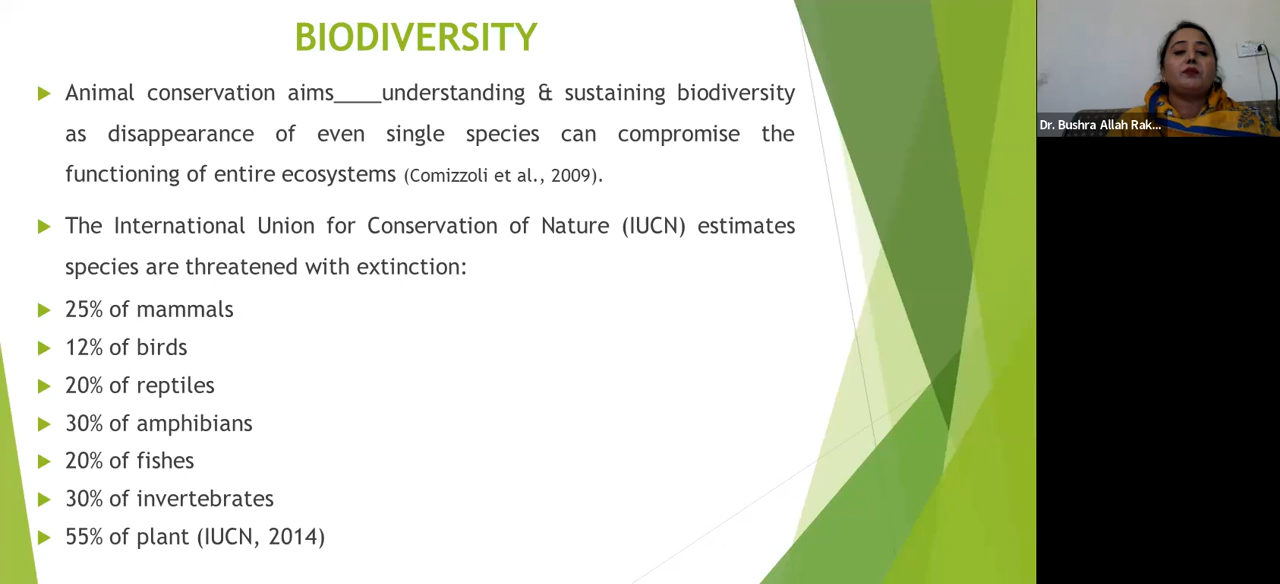 BIODIVERSITY
Animal conservation aims____understanding & sustaining biodiversity
as disappearance of even single species can compromise the
functioning of entire ecosystems (Comizzoli et al., 2009).
The International Union for Conservation of Nature (IUCN) estimates
species are threatened with extinction:
25% of mammals
12% of birds
20% of reptiles
30% of amphibians
20% of fishes
30% of invertebrates
55% of plant (IUCN, 2014)
Dr. Bushra Allah Rak...